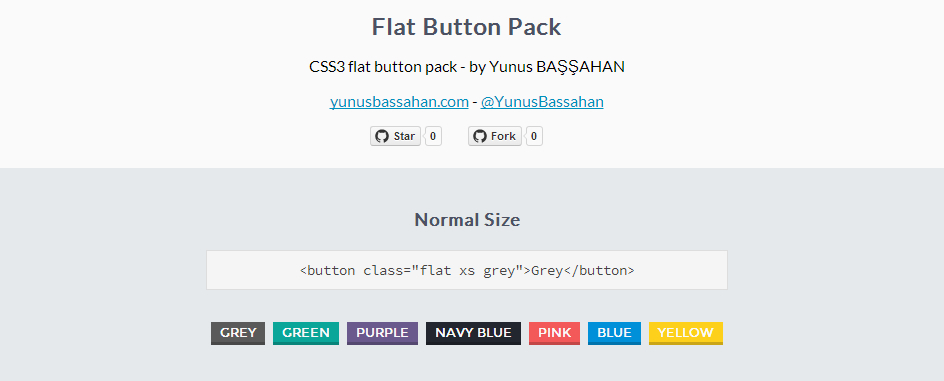 Flat Button Pack
CSS3 flat button pack - by Yunus BAŞŞAHAN
yunusbassahan.com - @YunusBassahan
Star 0 Fork 0
Normal Size
<button class="flat xs grey">Grey</button>
GREY GREEN PURPLE NAVY BLUE PINK BLUE YELLOW